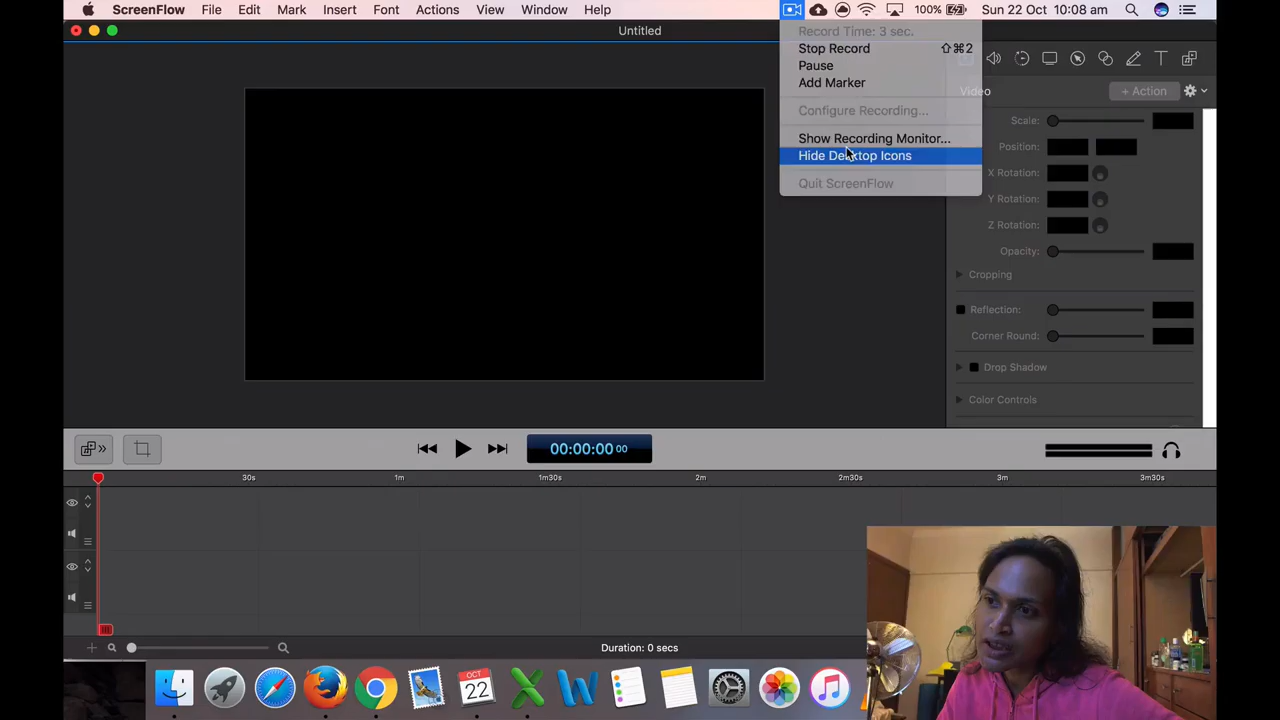 ScreenFlow File Edit Mark Insert Font Actions View Window Help 100% Sun 22 Oct 10:08 am
Untitled
Record Time: 3 sec.
Stop Record ⇧⌘2
Pause
Add Marker
Configure Recording...
Show Recording Monitor...
Hide Desktop Icons
Quit ScreenFlow
Video + Action
Scale:
Position:
X Rotation:
Y Rotation:
Z Rotation:
Opacity:
Cropping
Reflection:
Corner Round:
Drop Shadow
Color Controls
00:00:00 00
30s 1m 1m30s 2m 2m30s 3m 3m30s
Duration: 0 secs
OCT
22